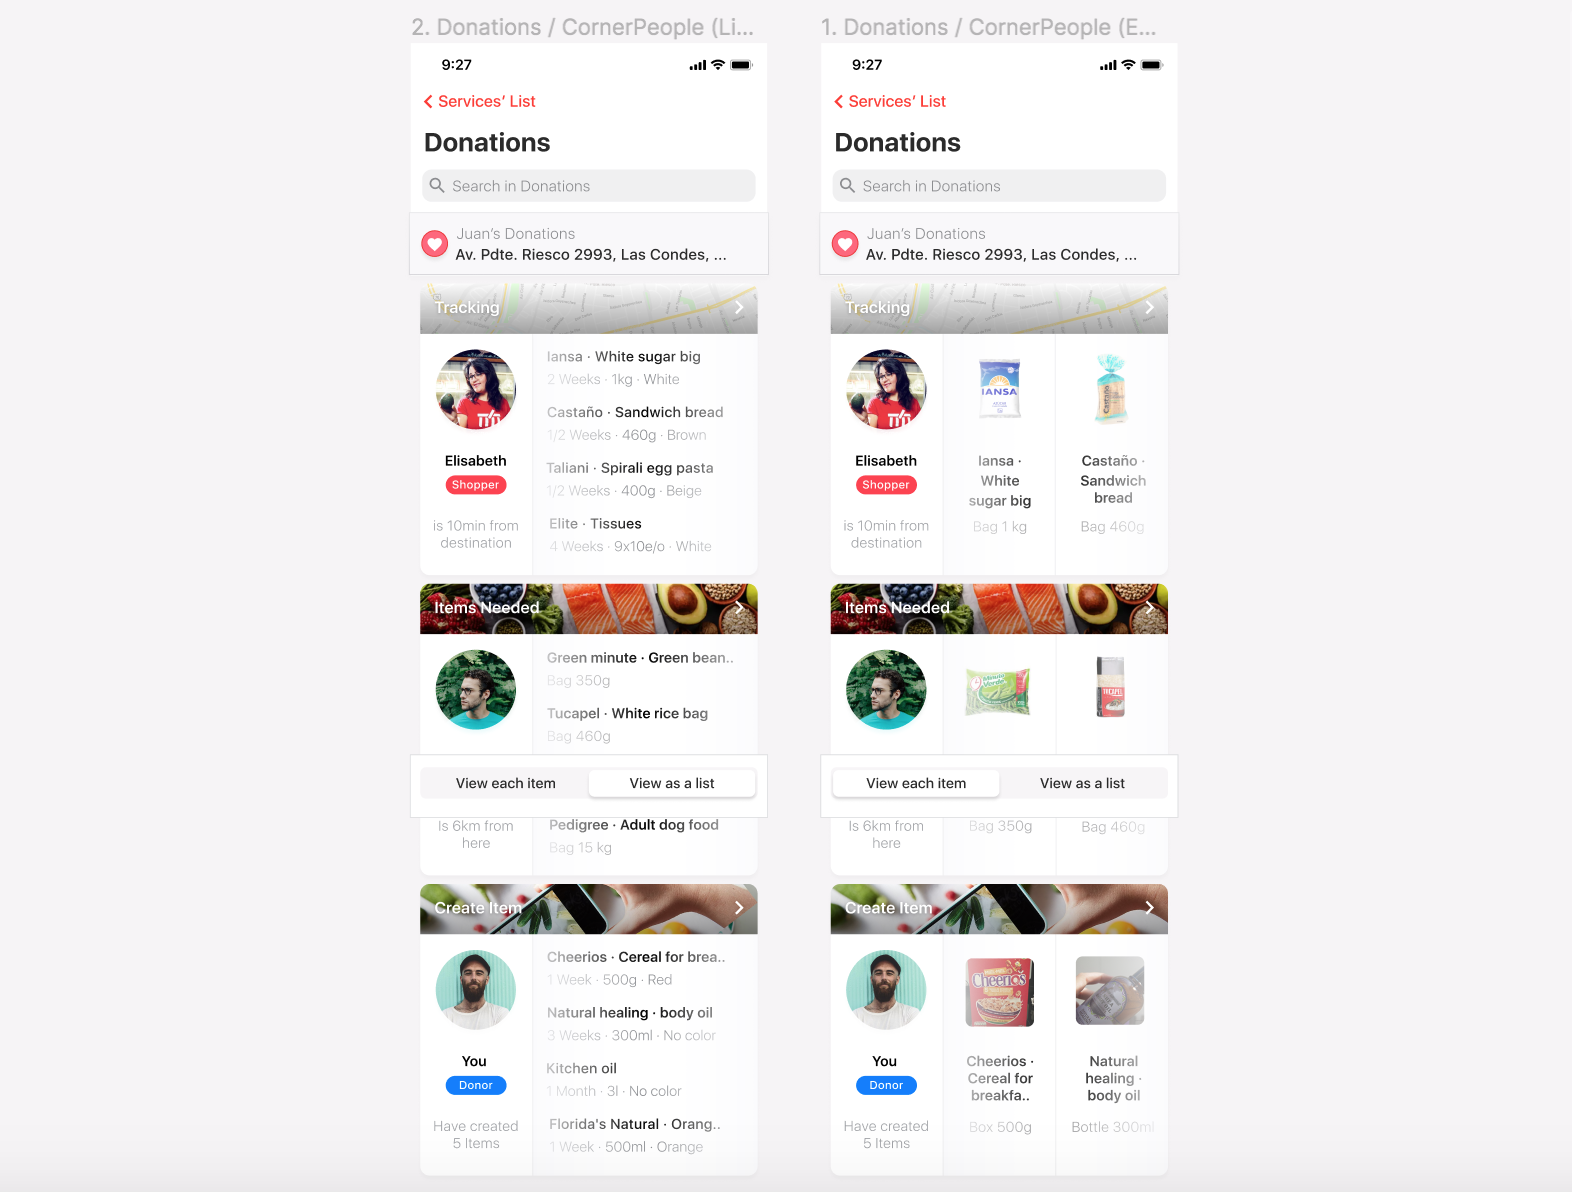 2. Donations / CornerPeople (Li...
9:27
Services' List
Donations
Search in Donations
Juan's Donations
Av. Pdte. Riesco 2993, Las Condes, ...
Tracking
Elisabeth
Shopper
is 10min from
destination
Iansa · White sugar big
2 Weeks · 1kg · White
Castaño · Sandwich bread
1/2 Weeks · 460g · Brown
Taliani · Spirali egg pasta
1/2 Weeks · 400g · Beige
Elite · Tissues
4 Weeks · 9x10e/o · White
Items Needed
Green minute · Green bean..
Bag 350g
Tucapel · White rice bag
Bag 460g
View each item
View as a list
Is 6km from
here
Pedigree · Adult dog food
Bag 15 kg
Create Item
You
Donor
Have created
5 Items
Cheerios · Cereal for brea..
1 Week · 500g · Red
Natural healing · body oil
3 Weeks · 300ml · No color
Kitchen oil
1 Month · 3l · No color
Florida's Natural · Orang..
1 Week · 500ml · Orange
1. Donations / CornerPeople (E...
9:27
Services' List
Donations
Search in Donations
Juan's Donations
Av. Pdte. Riesco 2993, Las Condes, ...
Tracking
Elisabeth
Shopper
is 10min from
destination
IANSA
Iansa ·
White
sugar big
Bag 1 kg
Castaño
Castaño ·
Sandwich
bread
Bag 460g
Items Needed
Minuto
Verde
TUCAPEL
View each item
View as a list
Is 6km from
here
Bag 350g
Bag 460g
Create Item
You
Donor
Have created
5 Items
Cheerios
Cheerios ·
Cereal for
breakfa..
Box 500g
Natural
healing ·
body oil
Bottle 300ml